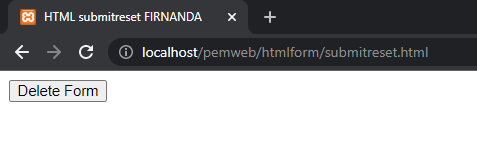 HTML submitreset FIRNANDA
localhost/pemweb/htmlform/submitreset.html
Delete Form